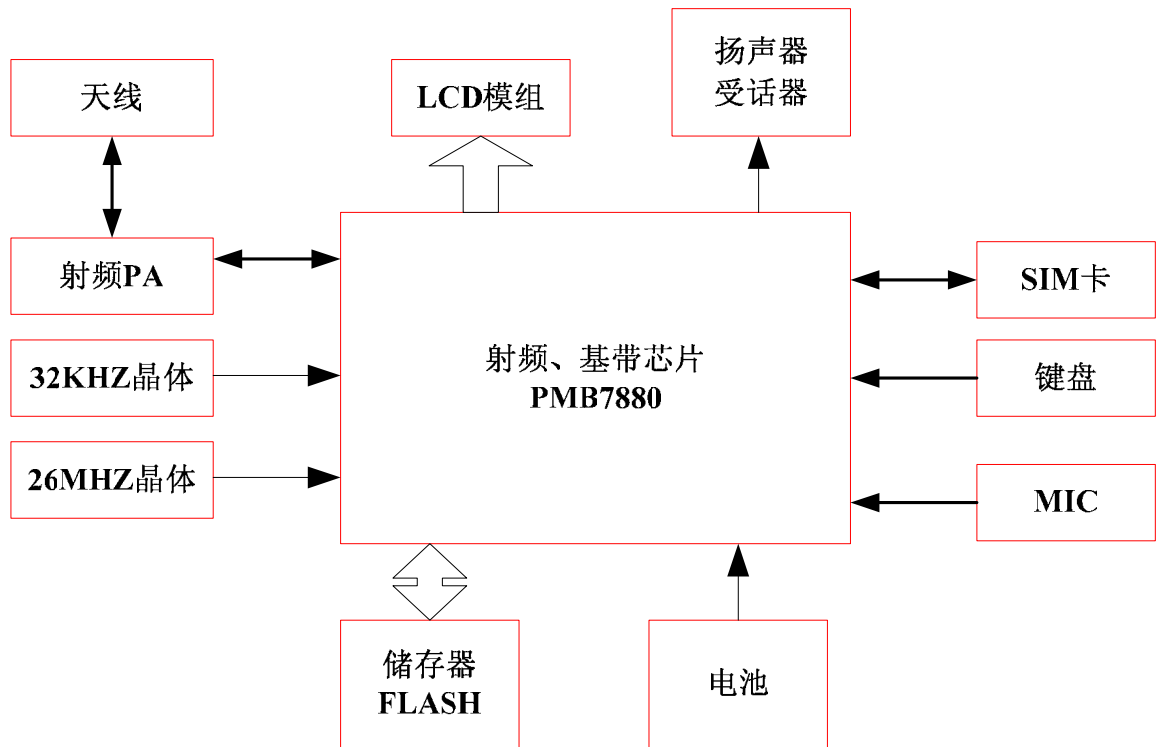 扬声器
受话器
天线
LCD模组
射频PA
SIM卡
射频、基带芯片
PMB7880
32KHZ晶体
键盘
26MHZ晶体
MIC
储存器
FLASH
电池